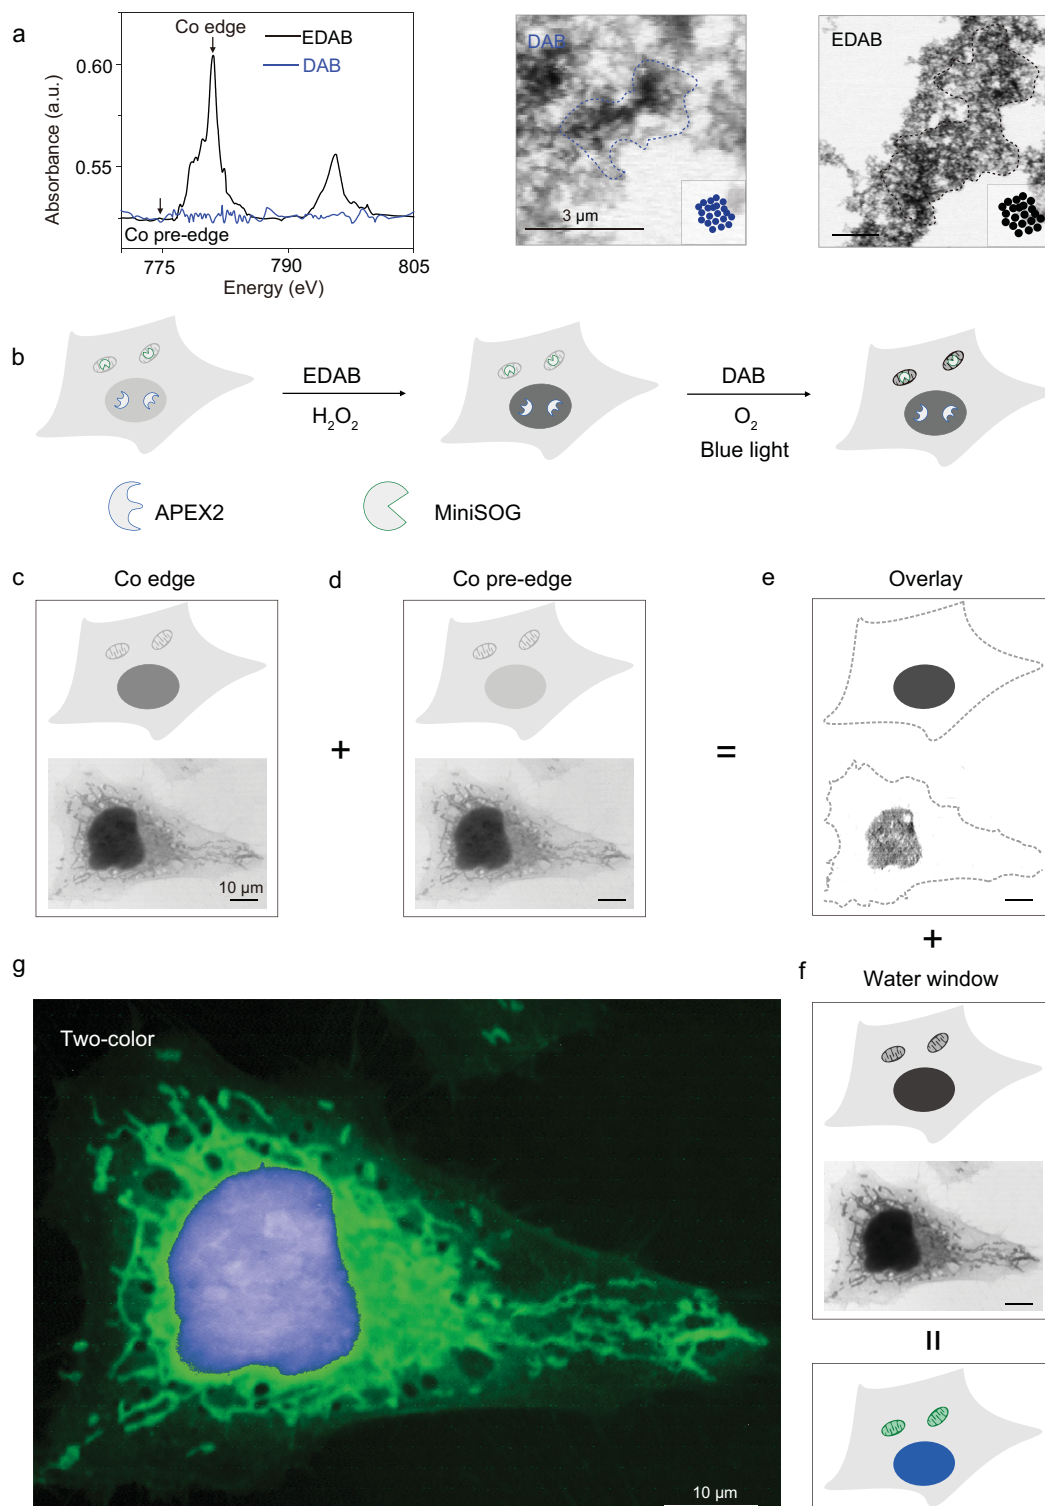 a
Co edge
EDAB
DAB
0.60
0.55
Absorbance (a.u.)
Co pre-edge
775
790
805
Energy (eV)
DAB
3 µm
EDAB
b
EDAB
H2O2
DAB
O2
Blue light
APEX2
MiniSOG
c
Co edge
10 µm
+
d
Co pre-edge
=
e
Overlay
+
g
Two-color
10 µm
f
Water window
=